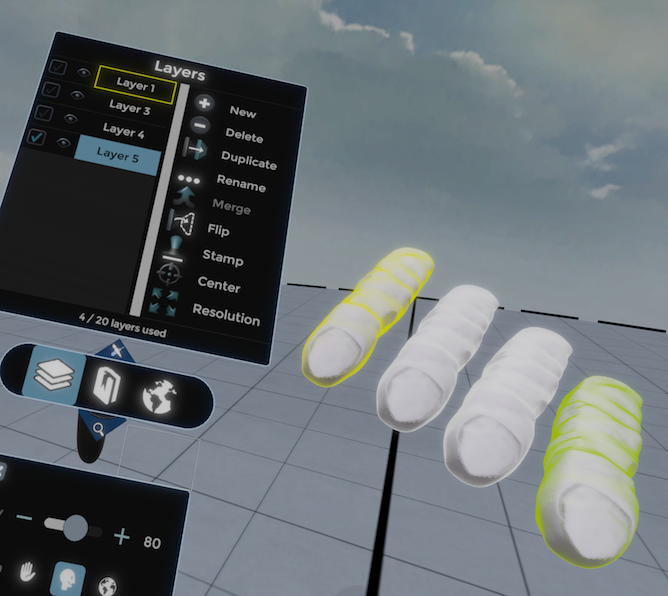 Layers
Layer 1
Layer 3
Layer 4
Layer 5
New
Delete
Duplicate
Rename
Merge
Flip
Stamp
Center
Resolution
4 / 20 layers used
80